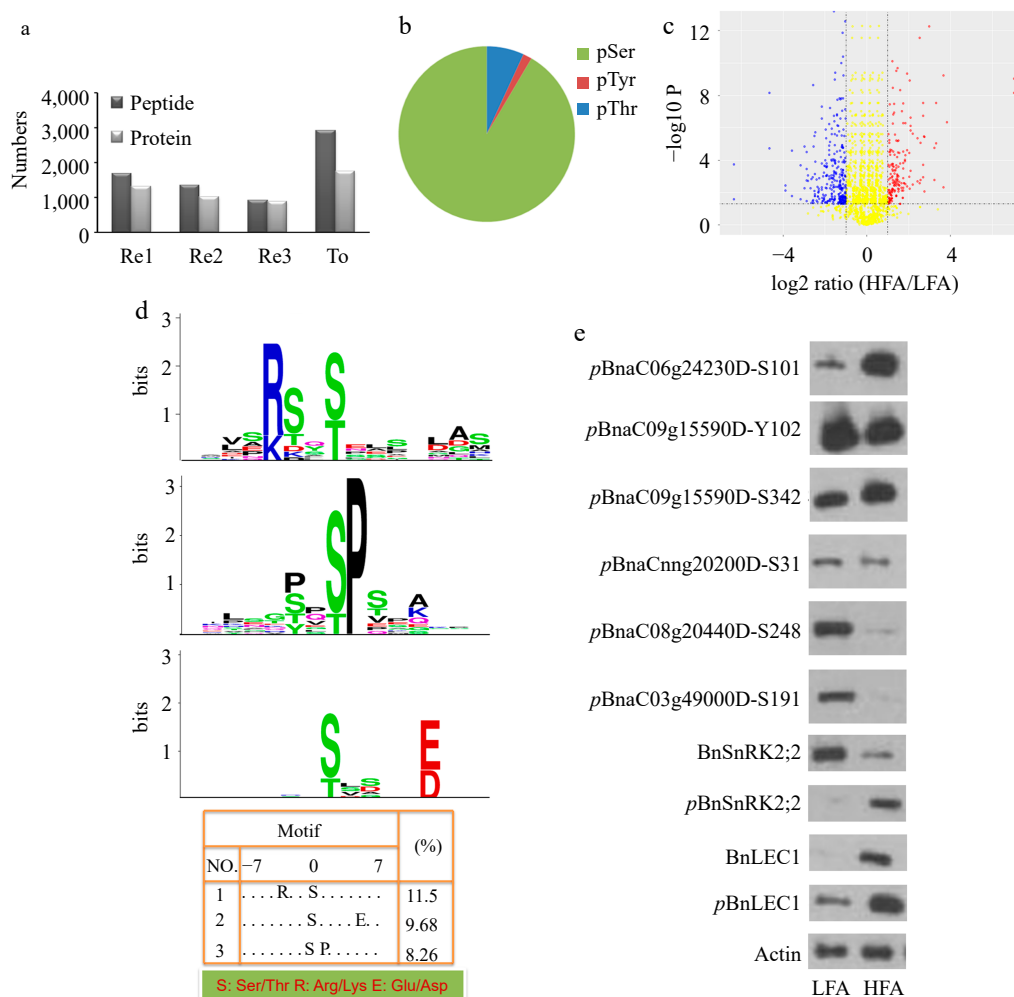 a
Numbers
4,000
3,000
2,000
1,000
0
Peptide
Protein
Re1 Re2 Re3 To
b
pSer
pTyr
pThr
c
−log10 P
12
8
4
0
−4 0 4
log2 ratio (HFA/LFA)
d
bits
3
2
1
R
K
S
T
S
T
A
bits
3
2
1
P
S
S
T
P
S
A
K
bits
3
2
1
S
T
E
D
Motif (%)
NO. −7 0 7
1 ....R..S....... 11.5
2 .......S....E.. 9.68
3 .......SP...... 8.26
S: Ser/Thr R: Arg/Lys E: Glu/Asp
e
pBnaC06g24230D-S101
pBnaC09g15590D-Y102
pBnaC09g15590D-S342
pBnaCnng20200D-S31
pBnaC08g20440D-S248
pBnaC03g49000D-S191
BnSnRK2;2
pBnSnRK2;2
BnLEC1
pBnLEC1
Actin
LFA HFA